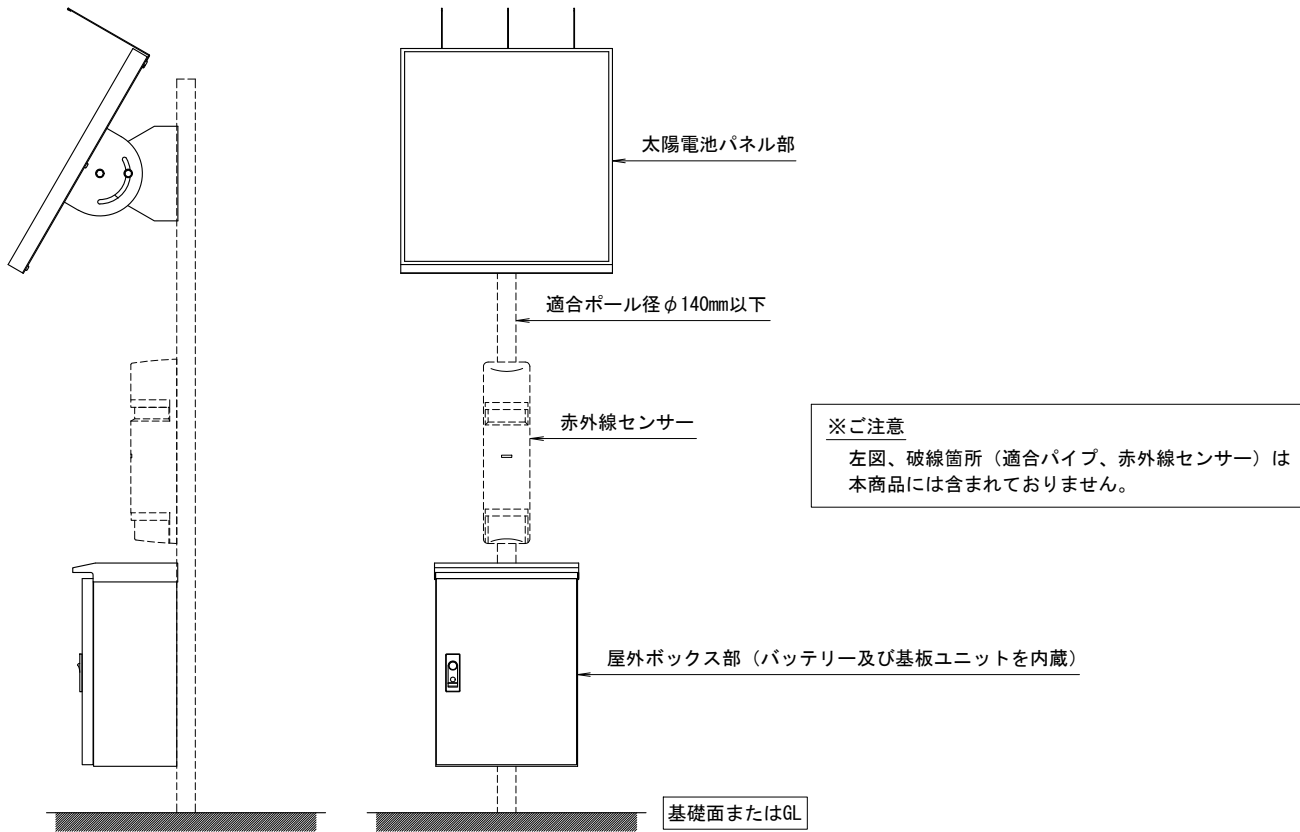 太陽電池パネル部
適合ポール径φ140mm以下
赤外線センサー
※ご注意
左図、破線箇所（適合パイプ、赤外線センサー）は
本商品には含まれておりません。
屋外ボックス部（バッテリー及び基板ユニットを内蔵）
基礎面またはGL